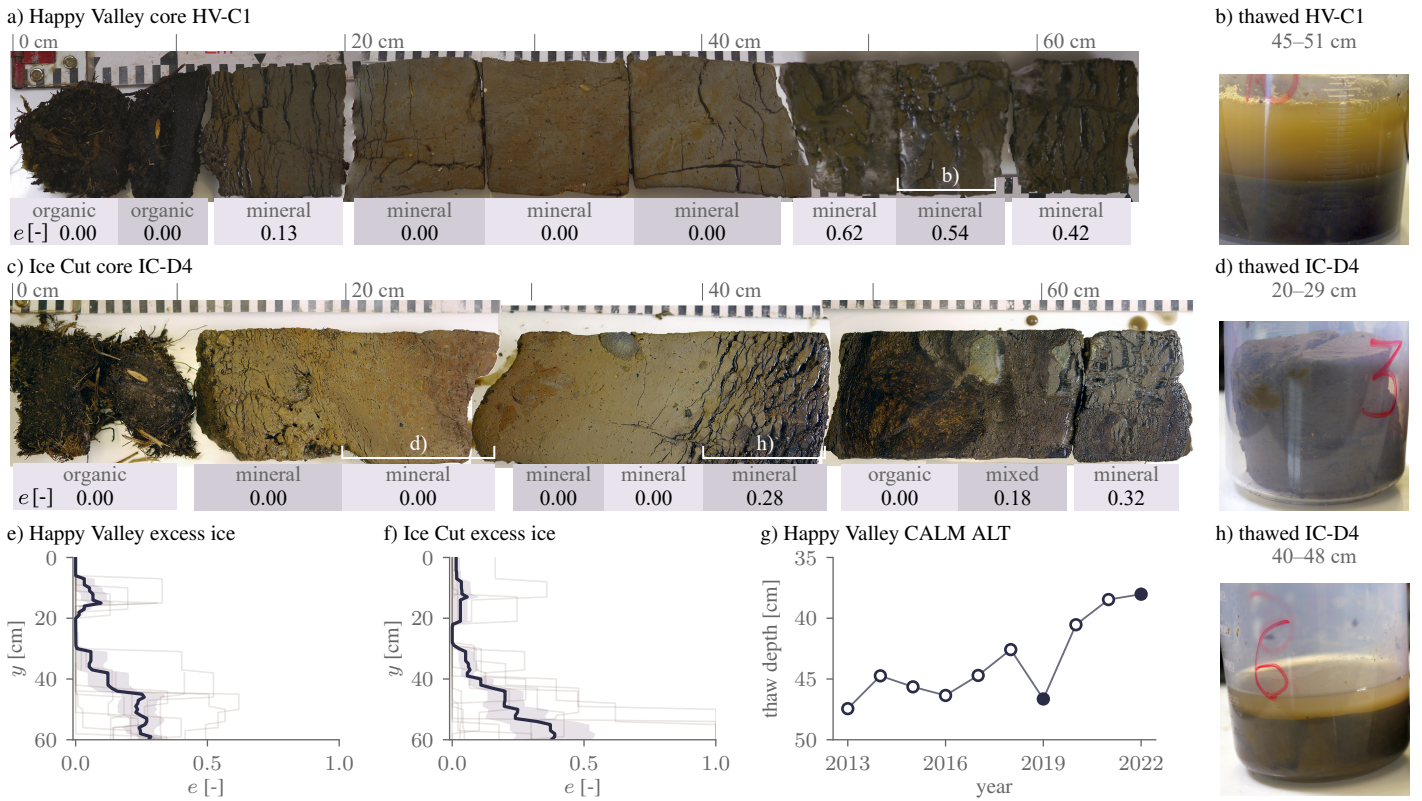 a) Happy Valley core HV-C1
0 cm 20 cm 40 cm 60 cm
b)
organic organic mineral mineral mineral mineral mineral mineral mineral
e [-] 0.00 0.00 0.13 0.00 0.00 0.00 0.62 0.54 0.42
b) thawed HV-C1
45–51 cm
c) Ice Cut core IC-D4
0 cm 20 cm 40 cm 60 cm
d) h)
organic mineral mineral mineral mineral mineral organic mixed mineral
e [-] 0.00 0.00 0.00 0.00 0.00 0.28 0.00 0.18 0.32
d) thawed IC-D4
20–29 cm
3
e) Happy Valley excess ice
0
20
40
60
y [cm]
0.0 0.5 1.0
e [-]
f) Ice Cut excess ice
0
20
40
60
y [cm]
0.0 0.5 1.0
e [-]
g) Happy Valley CALM ALT
35
40
45
50
thaw depth [cm]
2013 2016 2019 2022
year
h) thawed IC-D4
40–48 cm
6